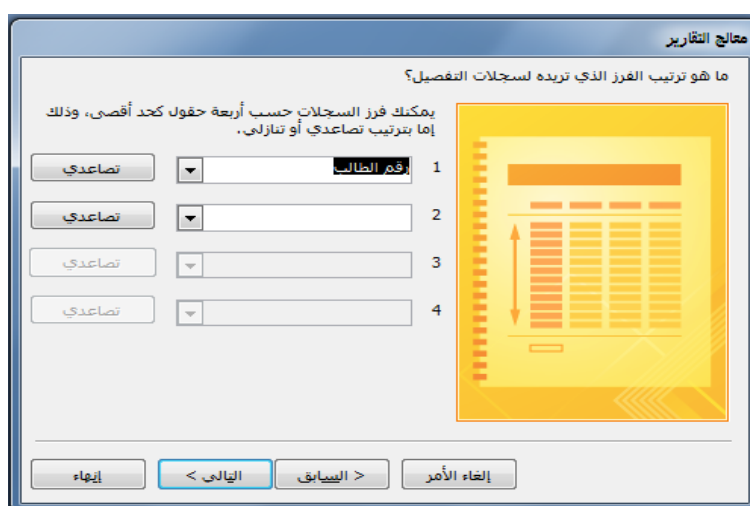 معالج التقارير
ما هو ترتيب الفرز الذي تريده لسجلات التفصيل؟
يمكنك فرز السجلات حسب أربعة حقول كحد أقصى، وذلك
إما بترتيب تصاعدي أو تنازلي.
1 رقم الطالب تصاعدي
2 تصاعدي
3 تصاعدي
4 تصاعدي
إلغاء الأمر < السابق التالي > إنهاء